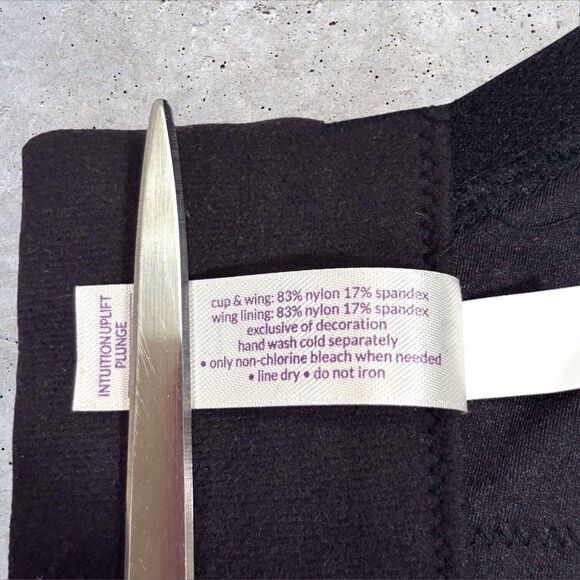 INTUITION UPLIFT
PLUNGE
cup & wing: 83% nylon 17% spandex
wing lining: 83% nylon 17% spandex
exclusive of decoration
hand wash cold separately
• only non-chlorine bleach when needed
• line dry • do not iron